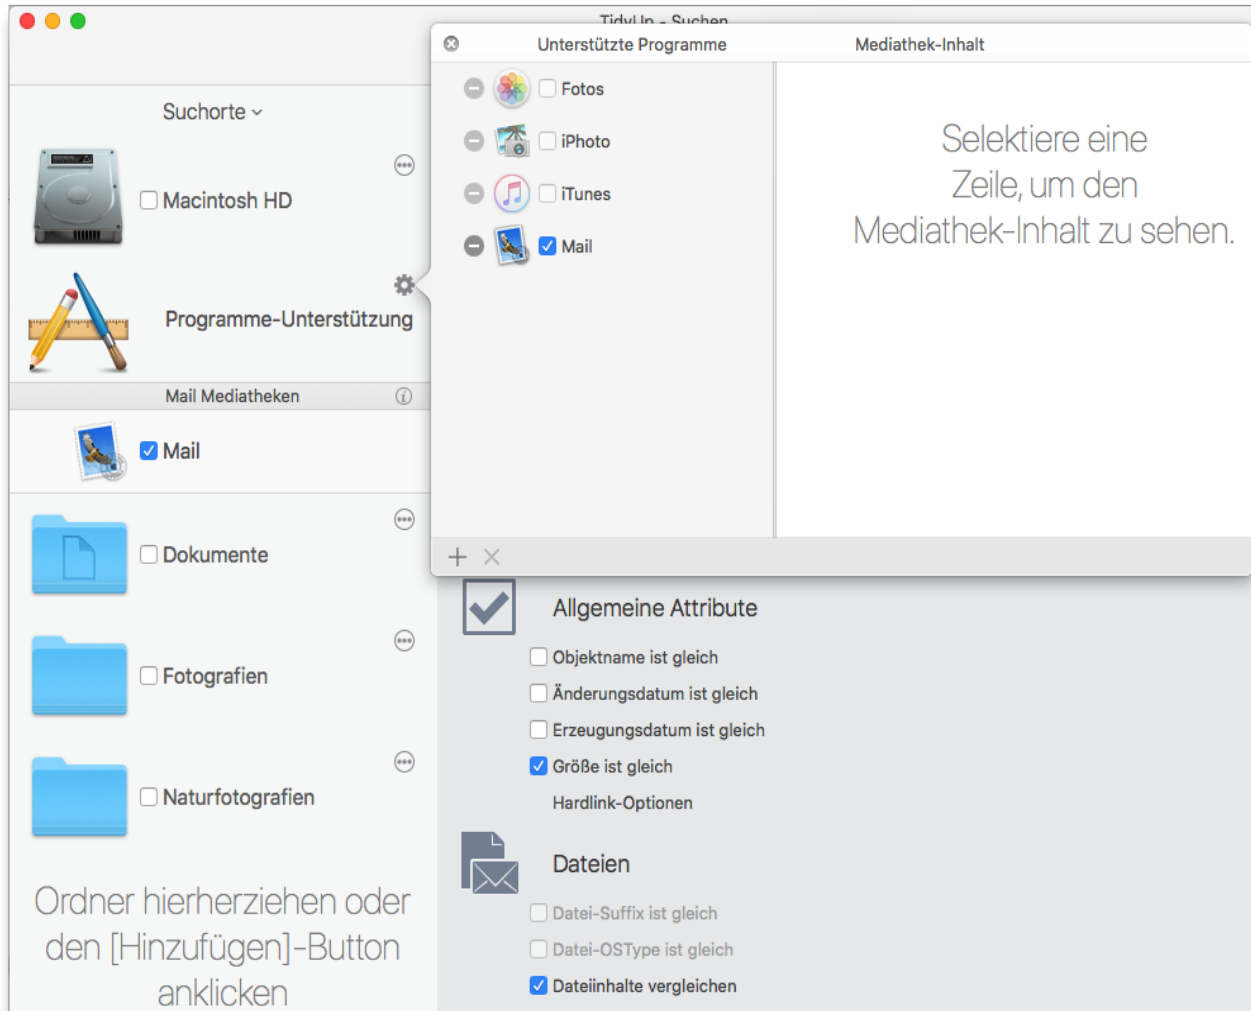 TidyUp - Suchen
Unterstützte Programme
Mediathek-Inhalt
Fotos
iPhoto
iTunes
Mail
Selektiere eine
Zeile, um den
Mediathek-Inhalt zu sehen.
Suchorte
Macintosh HD
Programme-Unterstützung
Mail Mediatheken
Mail
Dokumente
Fotografien
Naturfotografien
Ordner hierherziehen oder
den [Hinzufügen]-Button
anklicken
Allgemeine Attribute
Objektname ist gleich
Änderungsdatum ist gleich
Erzeugungsdatum ist gleich
Größe ist gleich
Hardlink-Optionen
Dateien
Datei-Suffix ist gleich
Datei-OSType ist gleich
Dateiinhalte vergleichen